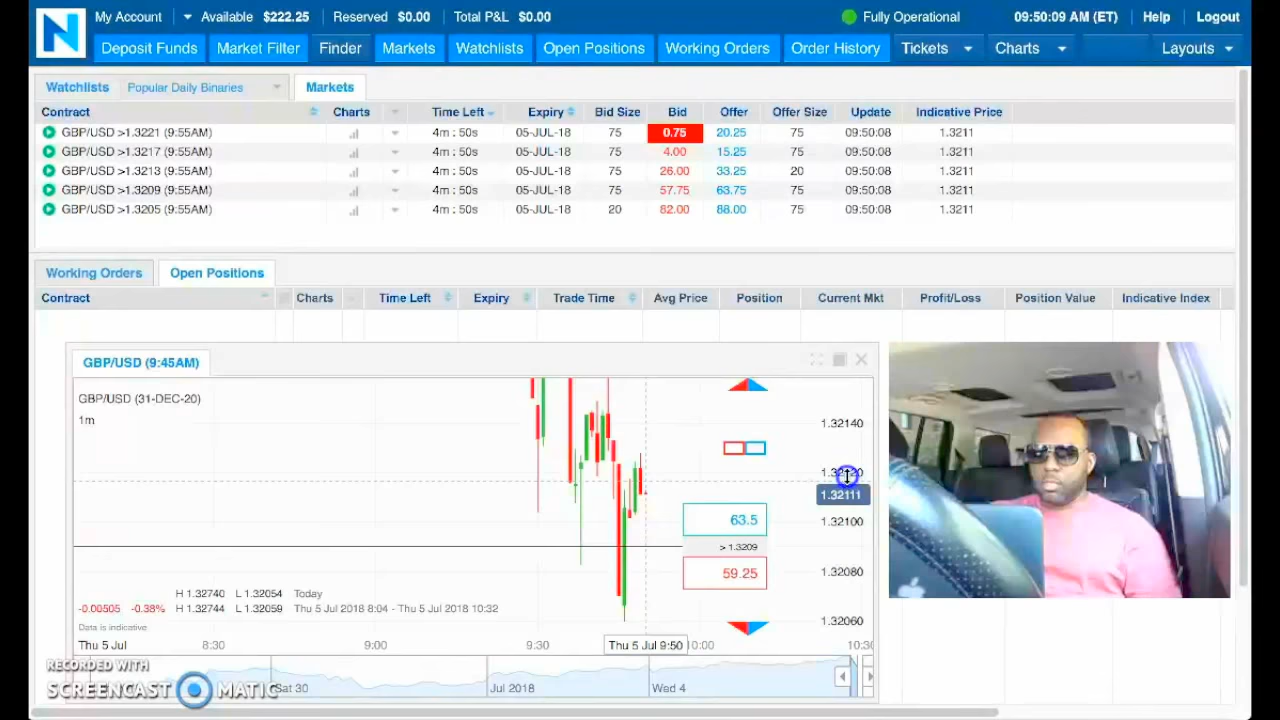 My Account Available $222.25 Reserved $0.00 Total P&L $0.00 Fully Operational 09:50:09 AM (ET) Help Logout
N
Deposit Funds Market Filter Finder Markets Watchlists Open Positions Working Orders Order History Tickets Charts Layouts
Watchlists Popular Daily Binaries Markets
Contract Charts Time Left Expiry Bid Size Bid Offer Offer Size Update Indicative Price
GBP/USD >1.3221 (9:55AM) 4m : 50s 05-JUL-18 75 0.75 20.25 75 09:50:08 1.3211
GBP/USD >1.3217 (9:55AM) 4m : 50s 05-JUL-18 75 4.00 15.25 75 09:50:08 1.3211
GBP/USD >1.3213 (9:55AM) 4m : 50s 05-JUL-18 75 26.00 33.25 20 09:50:08 1.3211
GBP/USD >1.3209 (9:55AM) 4m : 50s 05-JUL-18 75 57.75 63.75 75 09:50:08 1.3211
GBP/USD >1.3205 (9:55AM) 4m : 50s 05-JUL-18 20 82.00 88.00 75 09:50:08 1.3211
Working Orders Open Positions
Contract Charts Time Left Expiry Trade Time Avg Price Position Current Mkt Profit/Loss Position Value Indicative Index
GBP/USD (9:45AM)
GBP/USD (31-DEC-20)
1m
1.32140
1.32111
63.5
1.32100
> 1.3209
59.25
1.32080
H 1.32740 L 1.32054 Today
-0.00505 -0.38% H 1.32744 L 1.32059 Thu 5 Jul 2018 8:04 - Thu 5 Jul 2018 10:32
1.32060
Data is indicative
Thu 5 Jul 8:30 9:00 9:30 Thu 5 Jul 9:50 10:00 10:30
RECORDED WITH
SCREENCAST MATIC
Sat 30 Jul 2018 Wed 4